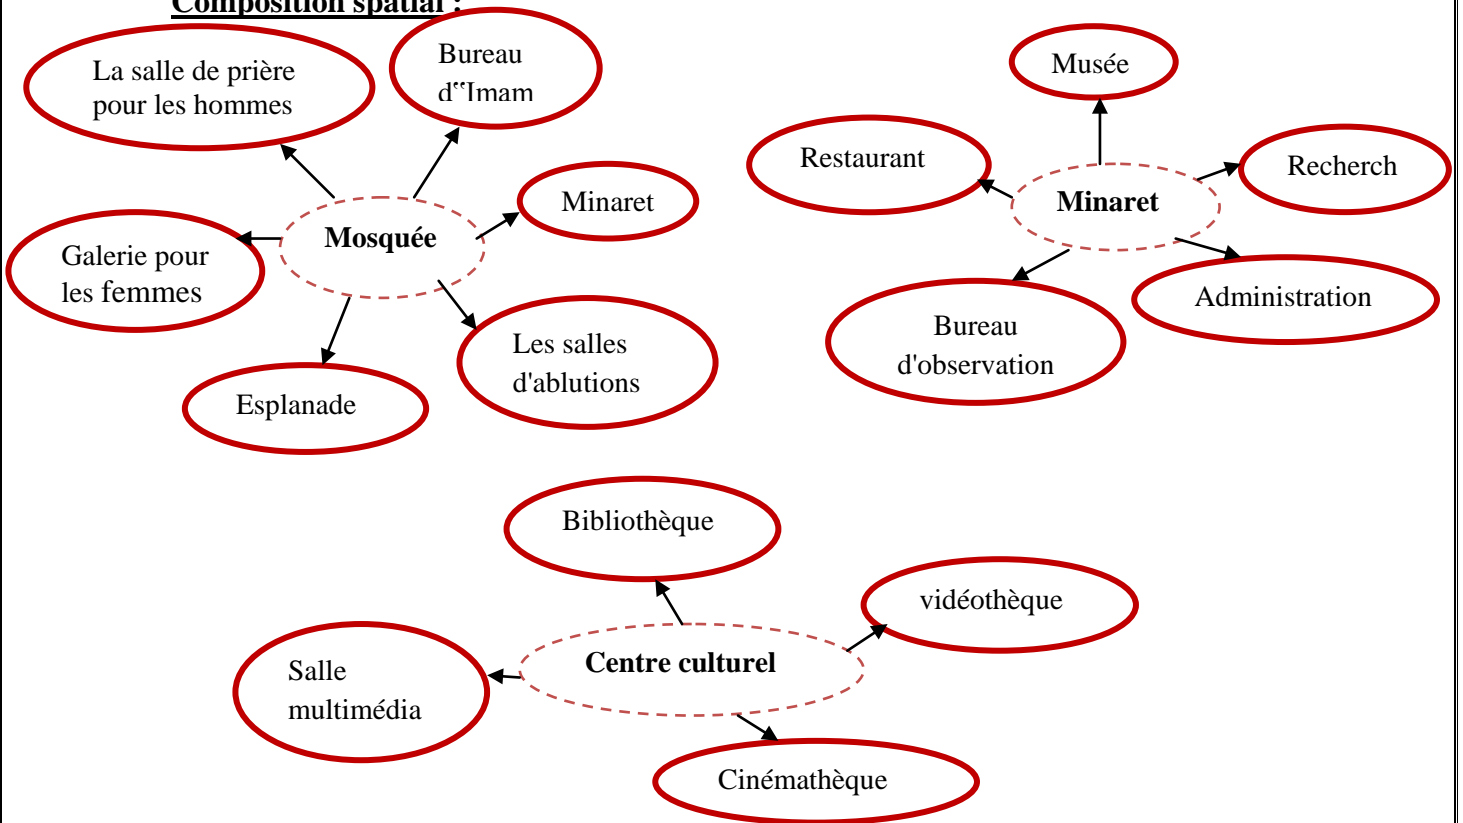 Composition spatial :
La salle de prière
pour les hommes
Bureau
d‟Imam
Minaret
Mosquée
Galerie pour
les femmes
Les salles
d'ablutions
Esplanade
Musée
Restaurant
Recherch
Minaret
Administration
Bureau
d'observation
Bibliothèque
vidéothèque
Centre culturel
Salle
multimédia
Cinémathèque